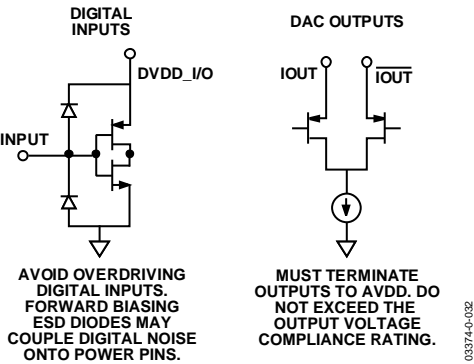 DIGITAL
INPUTS
DVDD_I/O
INPUT
AVOID OVERDRIVING
DIGITAL INPUTS.
FORWARD BIASING
ESD DIODES MAY
COUPLE DIGITAL NOISE
ONTO POWER PINS.
DAC OUTPUTS
IOUT
IOUT
MUST TERMINATE
OUTPUTS TO AVDD. DO
NOT EXCEED THE
OUTPUT VOLTAGE
COMPLIANCE RATING.
03374-0-032